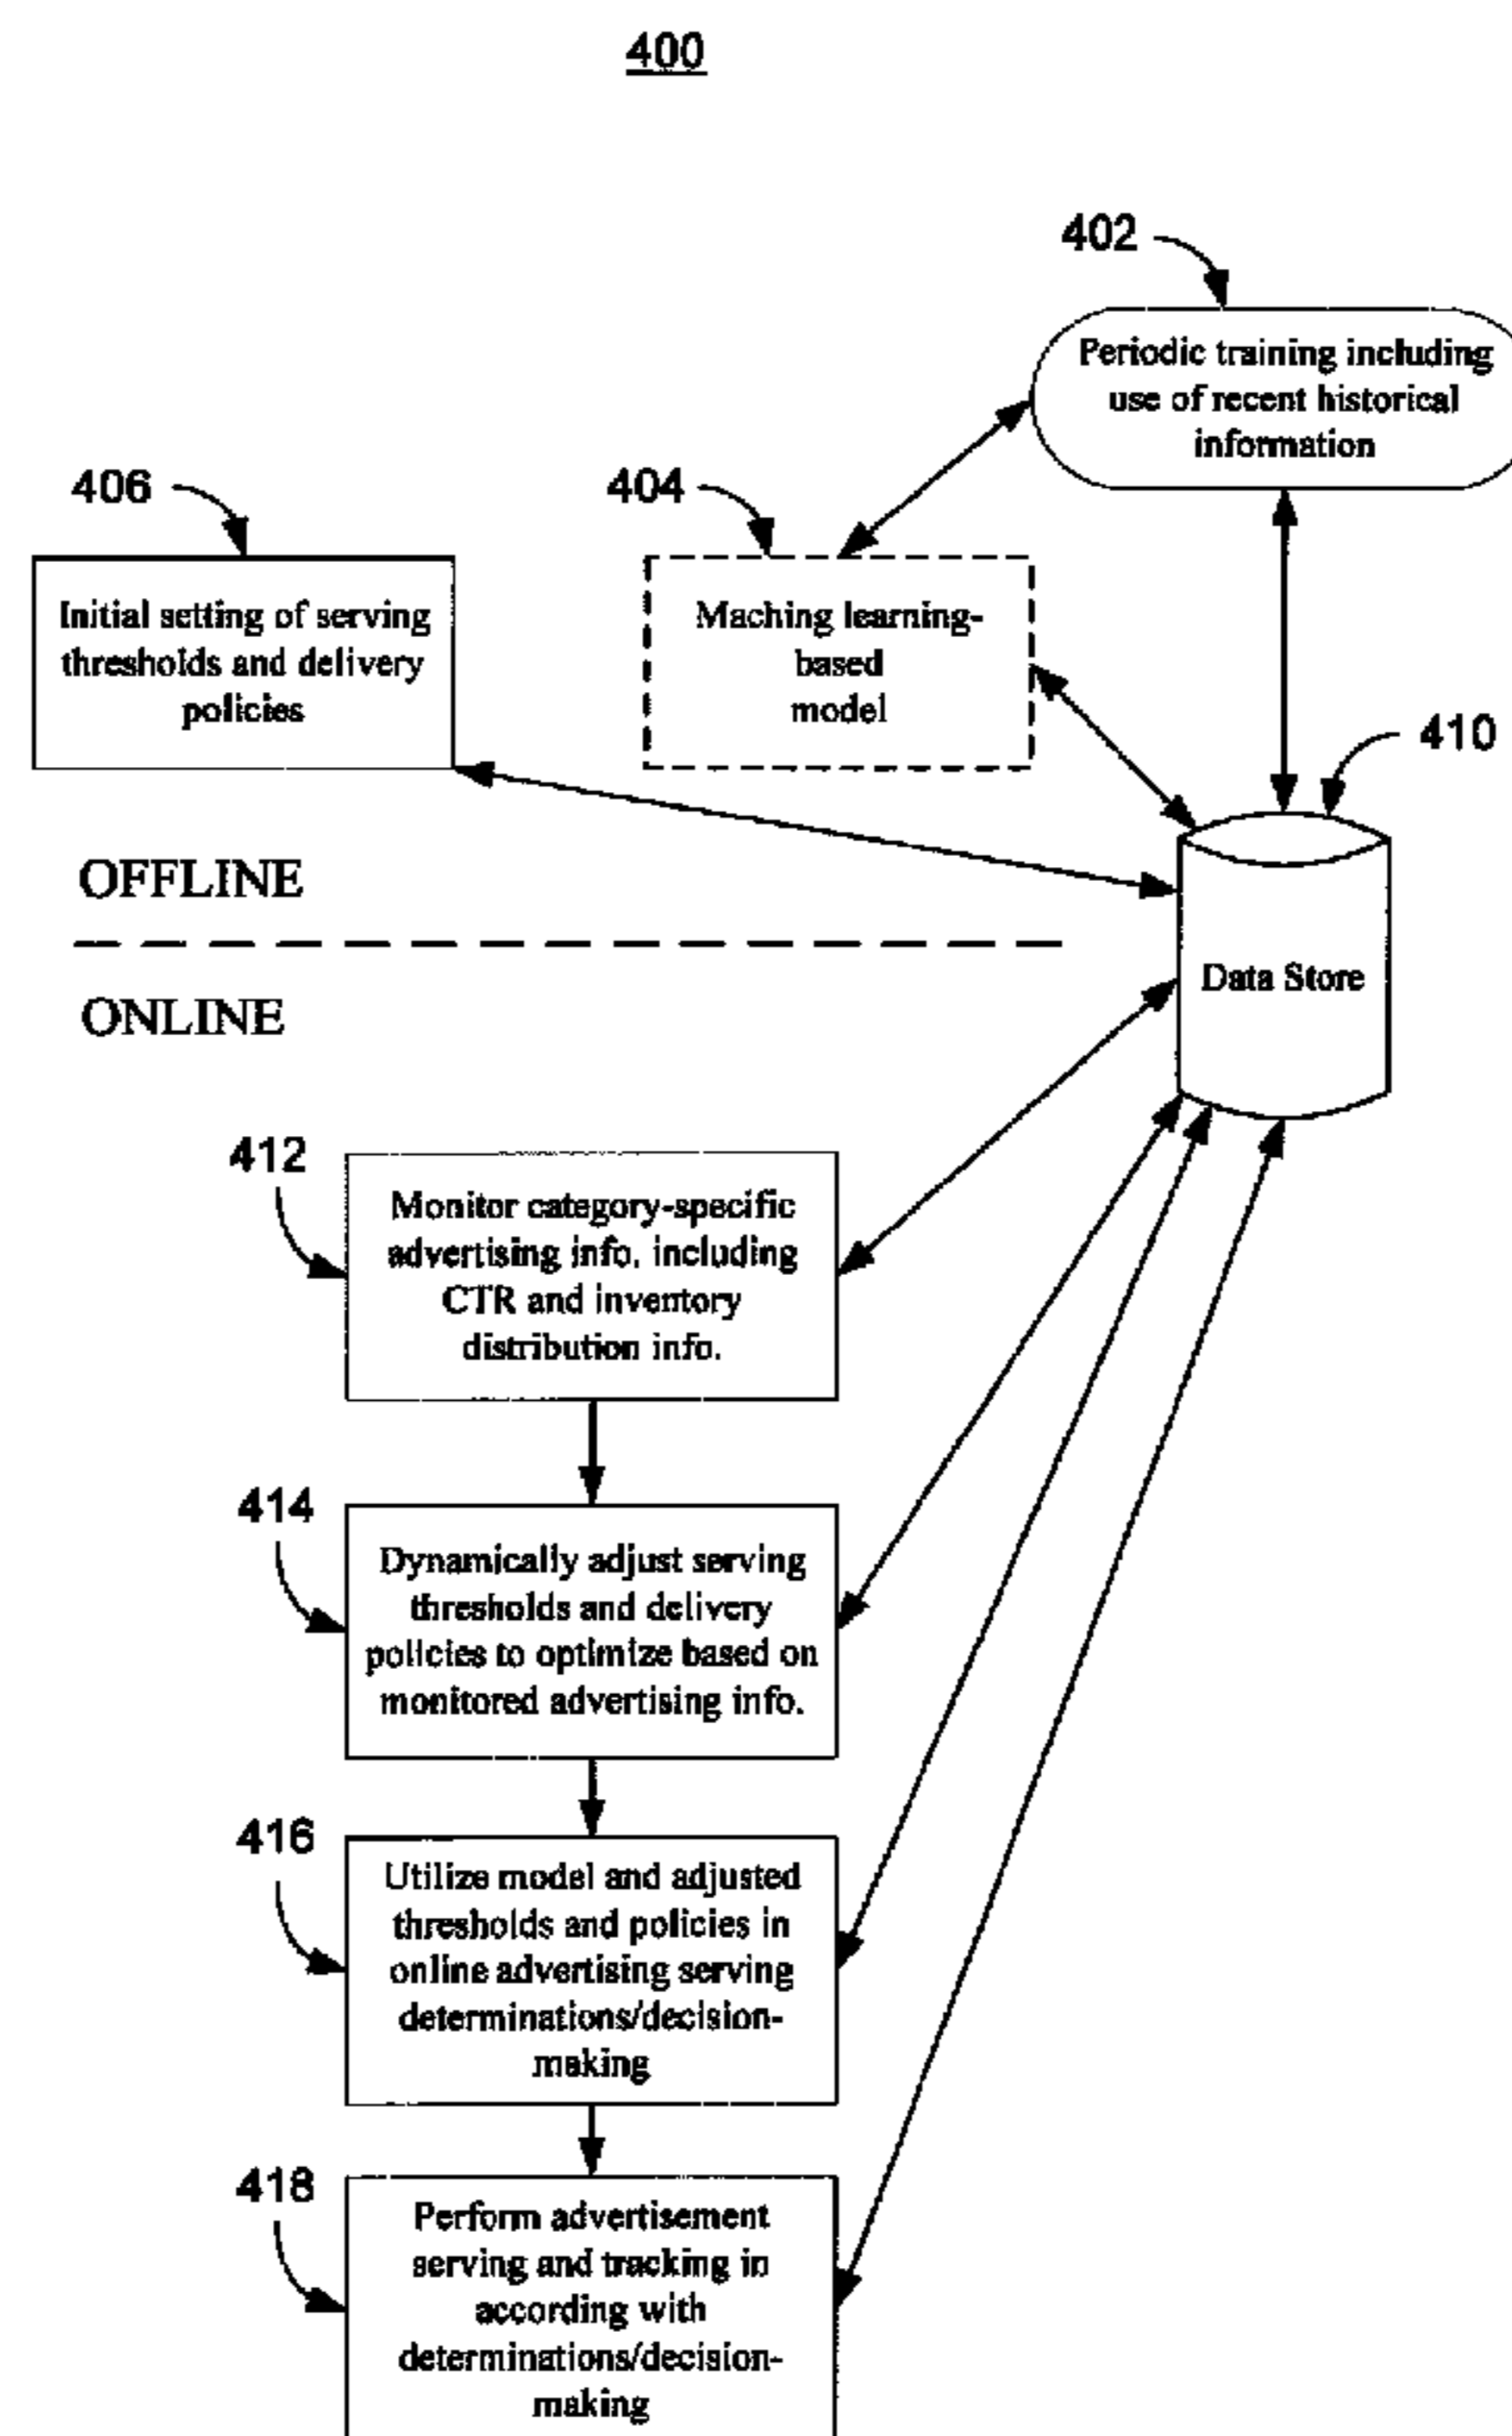 400
402
Periodic training including
use of recent historical
information
406
404
Initial setting of serving
thresholds and delivery
policies
Maching learning-
based
model
410
OFFLINE
Data Store
ONLINE
412
Monitor category-specific
advertising info, including
CTR and inventory
distribution info.
414
Dynamically adjust serving
thresholds and delivery
policies to optimize based on
monitored advertising info.
416
Utilize model and adjusted
thresholds and policies in
online advertising serving
determinations/decision-
making
418
Perform advertisement
serving and tracking in
according with
determinations/decision-
making